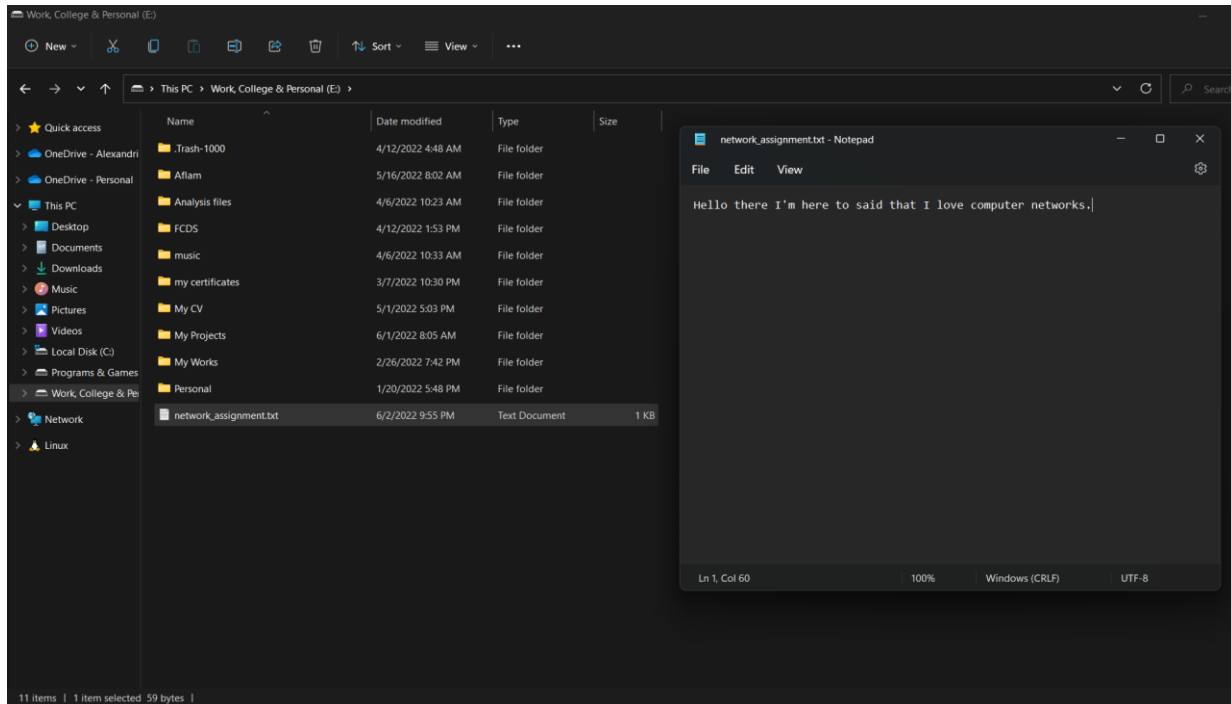 Work, College & Personal (E:)
New
Sort
View
This PC > Work, College & Personal (E:) >
Search
Name Date modified Type Size
Quick access
OneDrive - Alexandri
OneDrive - Personal
This PC
Desktop
Documents
Downloads
Music
Pictures
Videos
Local Disk (C:)
Programs & Games
Work, College & Per
Network
Linux
.Trash-1000 4/12/2022 4:48 AM File folder
Aflam 5/16/2022 8:02 AM File folder
Analysis files 4/6/2022 10:23 AM File folder
FCDS 4/12/2022 1:53 PM File folder
music 4/6/2022 10:33 AM File folder
my certificates 3/7/2022 10:30 PM File folder
My CV 5/1/2022 5:03 PM File folder
My Projects 6/1/2022 8:05 AM File folder
My Works 2/26/2022 7:42 PM File folder
Personal 1/20/2022 5:48 PM File folder
network_assignment.txt 6/2/2022 9:55 PM Text Document 1 KB
network_assignment.txt - Notepad
File Edit View
Hello there I'm here to said that I love computer networks.
Ln 1, Col 60 100% Windows (CRLF) UTF-8
11 items | 1 item selected 59 bytes |